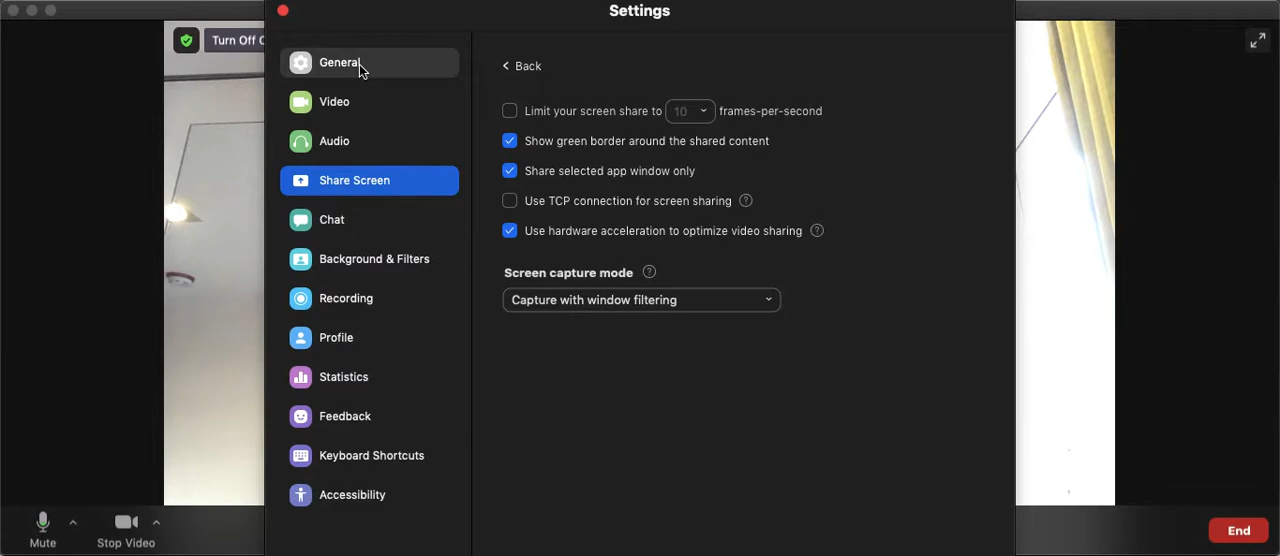 Settings
Turn Off
General
Video
Audio
Share Screen
Chat
Background & Filters
Recording
Profile
Statistics
Feedback
Keyboard Shortcuts
Accessibility
Back
Limit your screen share to 10 frames-per-second
Show green border around the shared content
Share selected app window only
Use TCP connection for screen sharing ?
Use hardware acceleration to optimize video sharing ?
Screen capture mode ?
Capture with window filtering
Mute
Stop Video
End